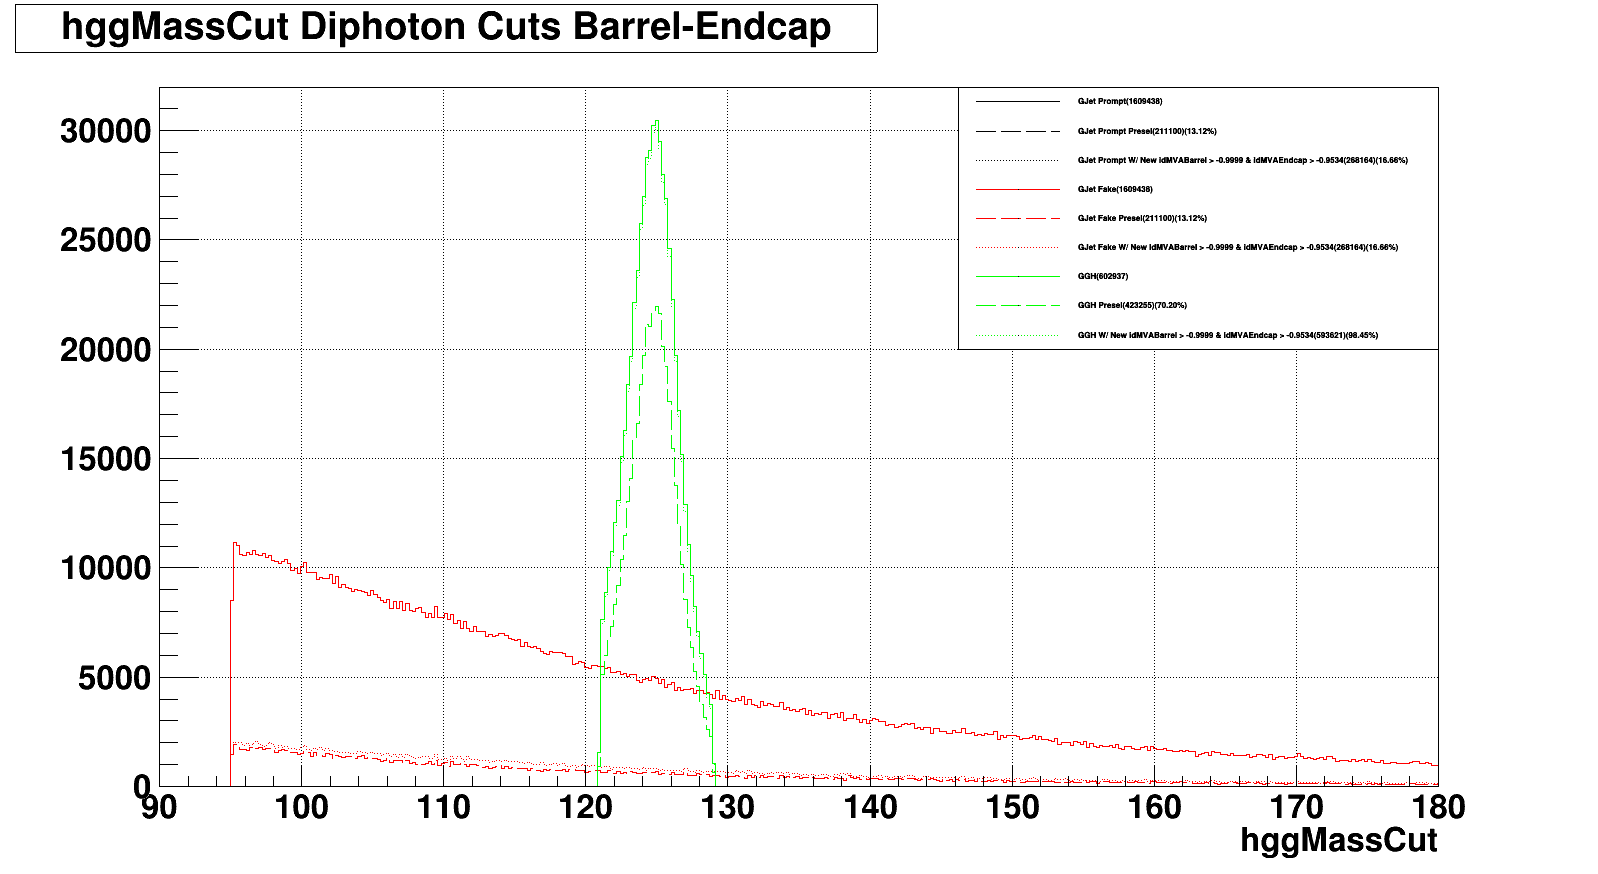 hggMassCut Diphoton Cuts Barrel-Endcap
GJet Prompt(1609438)
GJet Prompt Presel(211100)(13.12%)
GJet Prompt W/ New idMVABarrel > -0.9999 & idMVAEndcap > -0.9534(268164)(16.66%)
GJet Fake(1609438)
GJet Fake Presel(211100)(13.12%)
GJet Fake W/ New idMVABarrel > -0.9999 & idMVAEndcap > -0.9534(268164)(16.66%)
GGH(602937)
GGH Presel(423255)(70.20%)
GGH W/ New idMVABarrel > -0.9999 & idMVAEndcap > -0.9534(593621)(98.45%)
30000
25000
20000
15000
10000
5000
0
90 100 110 120 130 140 150 160 170 180
hggMassCut